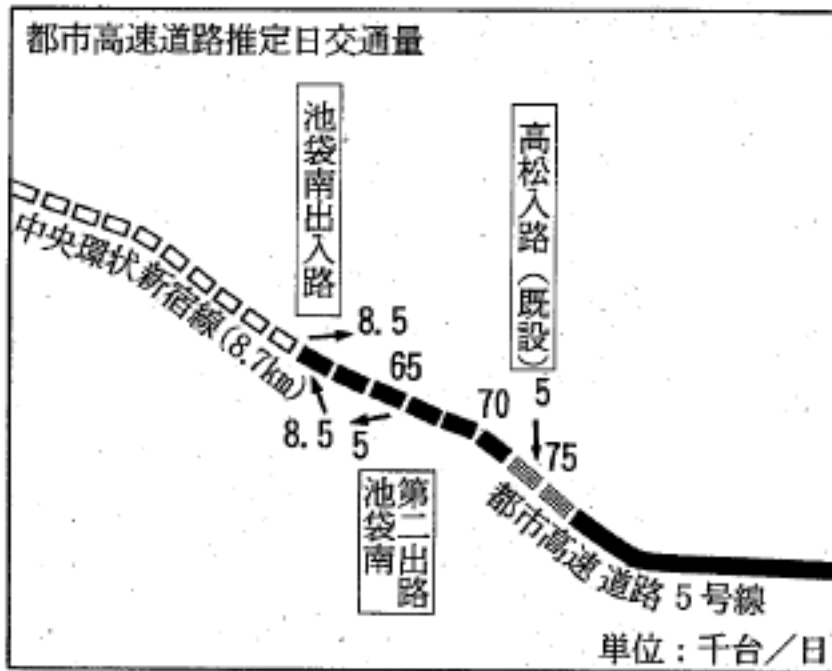 都市高速道路推定日交通量
池袋南出入路
高松入路(既設)
中央環状新宿線(8.7km)
8.5
65
8.5
5
70
5
75
第二出路
池袋南
都市高速道路5号線
単位:千台/日